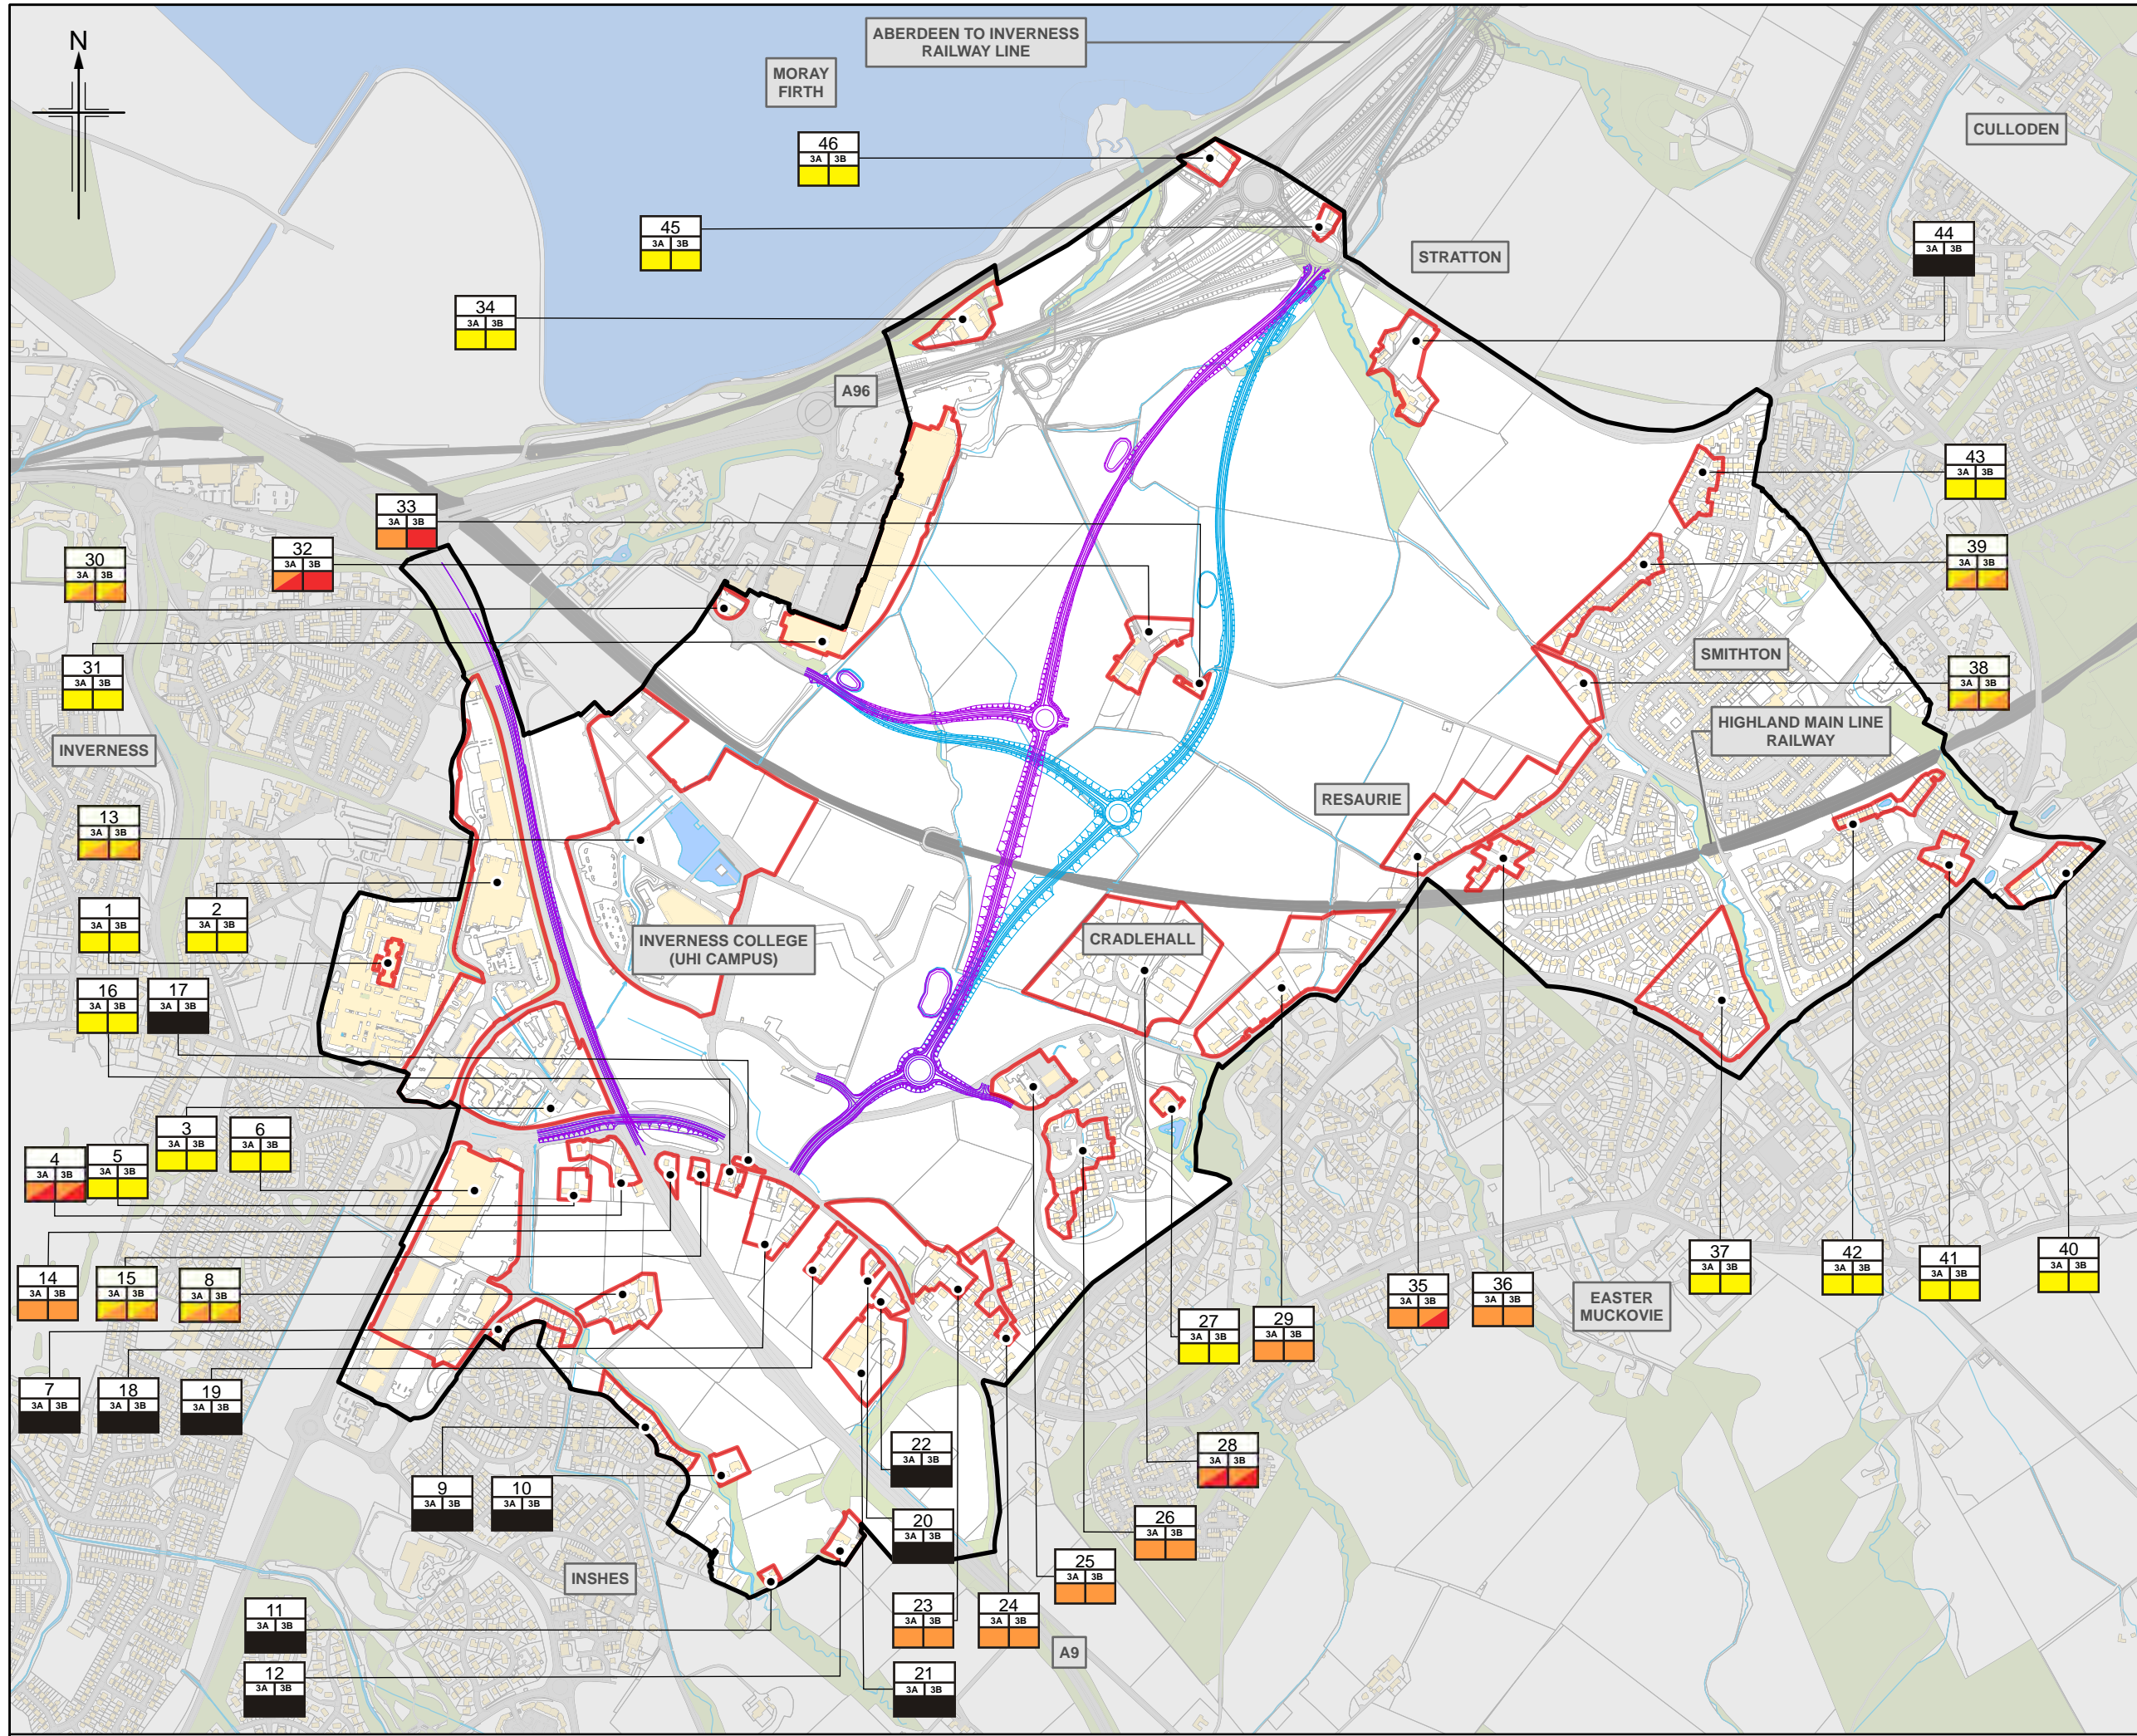 N
ABERDEEN TO INVERNESS
RAILWAY LINE
MORAY
FIRTH
CULLODEN
46
3A 3B
45
3A 3B
44
3A 3B
STRATTON
34
3A 3B
A96
43
3A 3B
33
3A 3B
32
3A 3B
30
3A 3B
39
3A 3B
31
3A 3B
SMITHTON
38
3A 3B
HIGHLAND MAIN LINE
RAILWAY
INVERNESS
RESAURIE
13
3A 3B
1
3A 3B
2
3A 3B
INVERNESS COLLEGE
(UHI CAMPUS)
CRADLEHALL
16
3A 3B
17
3A 3B
3
3A 3B
6
3A 3B
4
3A 3B
5
3A 3B
14
3A 3B
15
3A 3B
8
3A 3B
37
3A 3B
42
3A 3B
41
3A 3B
40
3A 3B
35
3A 3B
36
3A 3B
EASTER
MUCKOVIE
27
3A 3B
29
3A 3B
7
3A 3B
18
3A 3B
19
3A 3B
22
3A 3B
28
3A 3B
9
3A 3B
10
3A 3B
20
3A 3B
26
3A 3B
25
3A 3B
INSHES
11
3A 3B
23
3A 3B
24
3A 3B
A9
12
3A 3B
21
3A 3B